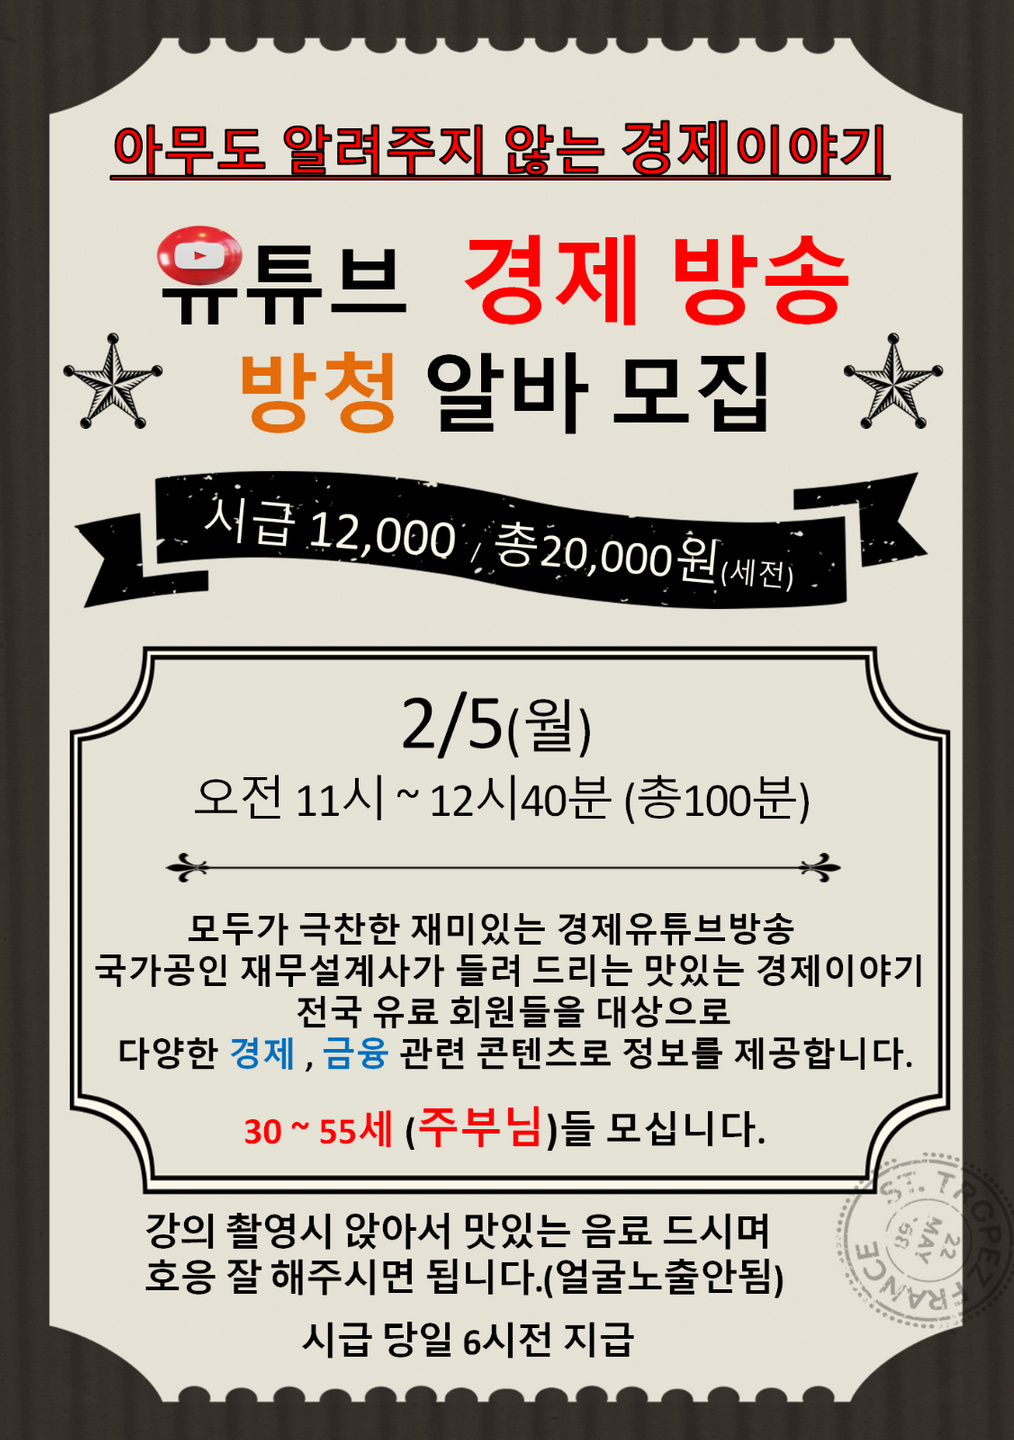 아무도 알려주지 않는 경제이야기
유튜브 경제 방송
방청 알바 모집
시급 12,000 / 총20,000원(세전)
2/5(월)
오전 11시 ~ 12시40분 (총100분)
모두가 극찬한 재미있는 경제유튜브방송
국가공인 재무설계사가 들려 드리는 맛있는 경제이야기
전국 유료 회원들을 대상으로
다양한 경제 , 금융 관련 콘텐츠로 정보를 제공합니다.
30 ~ 55세 (주부님)들 모십니다.
강의 촬영시 앉아서 맛있는 음료 드시며
호응 잘 해주시면 됩니다.(얼굴노출안됨)
시급 당일 6시전 지급
ST. TROPEZ FRANCE
22
MAY